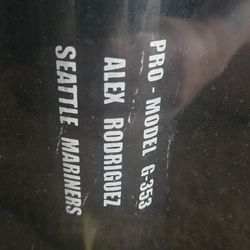 PRO-MODEL G-353
ALEX RODRIGUEZ
SEATTLE MARINERS